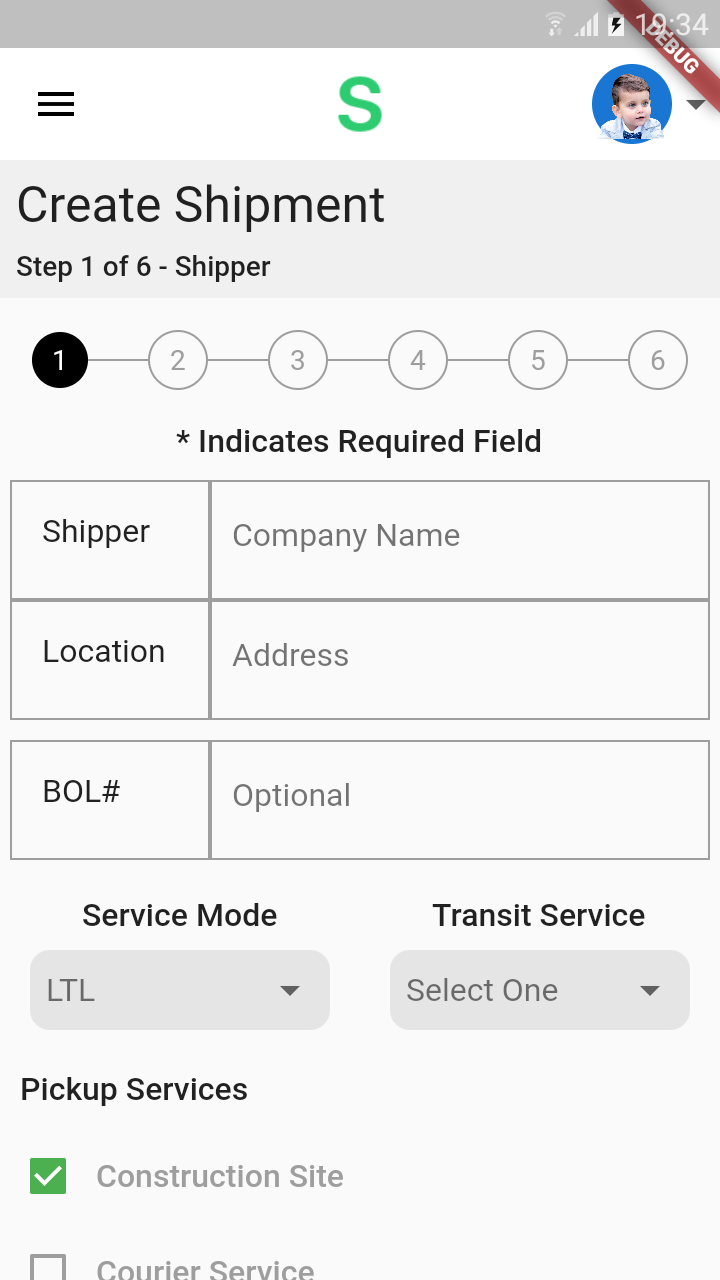 19:34
DEBUG
S
Create Shipment
Step 1 of 6 - Shipper
1 2 3 4 5 6
* Indicates Required Field
Shipper Company Name
Location Address
BOL# Optional
Service Mode Transit Service
LTL Select One
Pickup Services
Construction Site
Courier Service